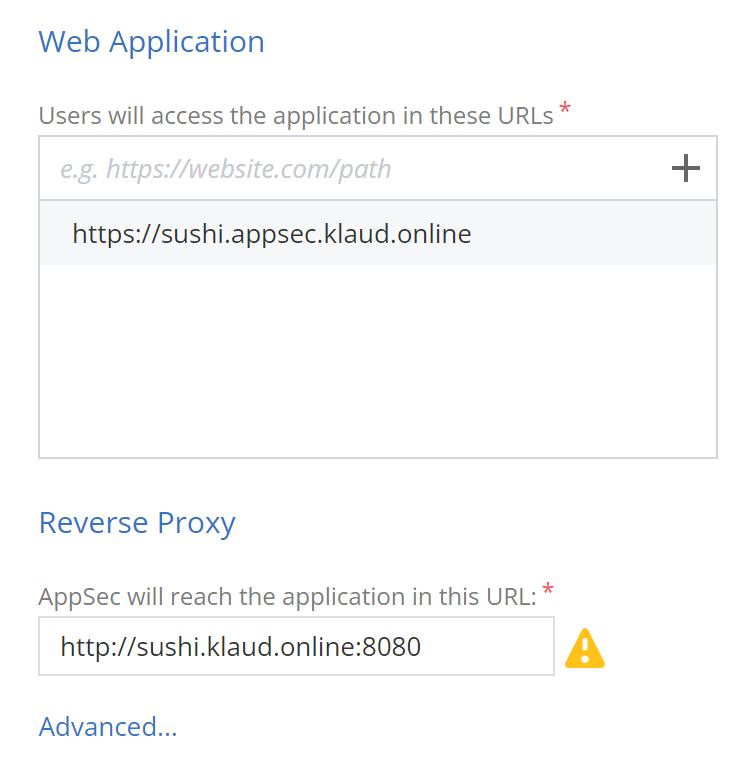 Web Application
Users will access the application in these URLs *
e.g. https://website.com/path
https://sushi.appsec.klaud.online
Reverse Proxy
AppSec will reach the application in this URL: *
http://sushi.klaud.online:8080
Advanced...